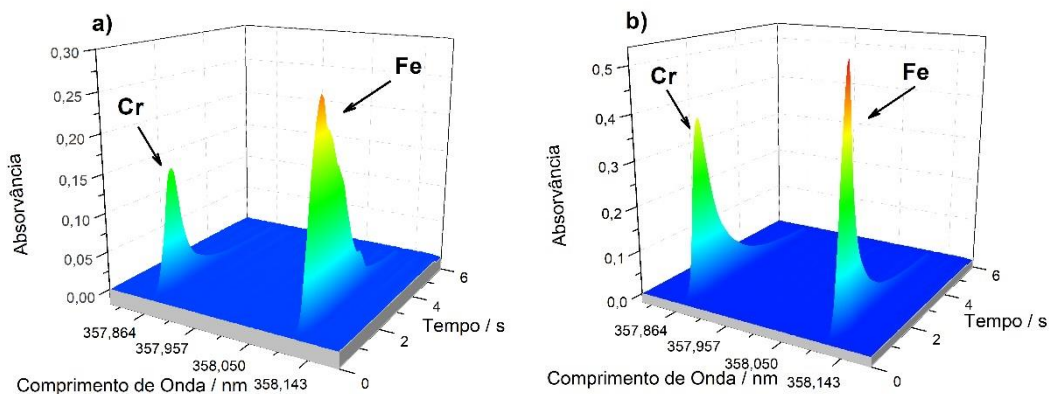 a)
0,30
0,25
0,20
0,15
0,10
0,05
0,00
Absorvância
Cr
Fe
357,864
357,957
358,050
358,143
Comprimento de Onda / nm
0
2
4
6
Tempo / s
b)
0,5
0,4
0,3
0,2
0,1
0,0
Absorvância
Cr
Fe
357,864
357,957
358,050
358,143
Comprimento de Onda / nm
0
2
4
6
Tempo / s